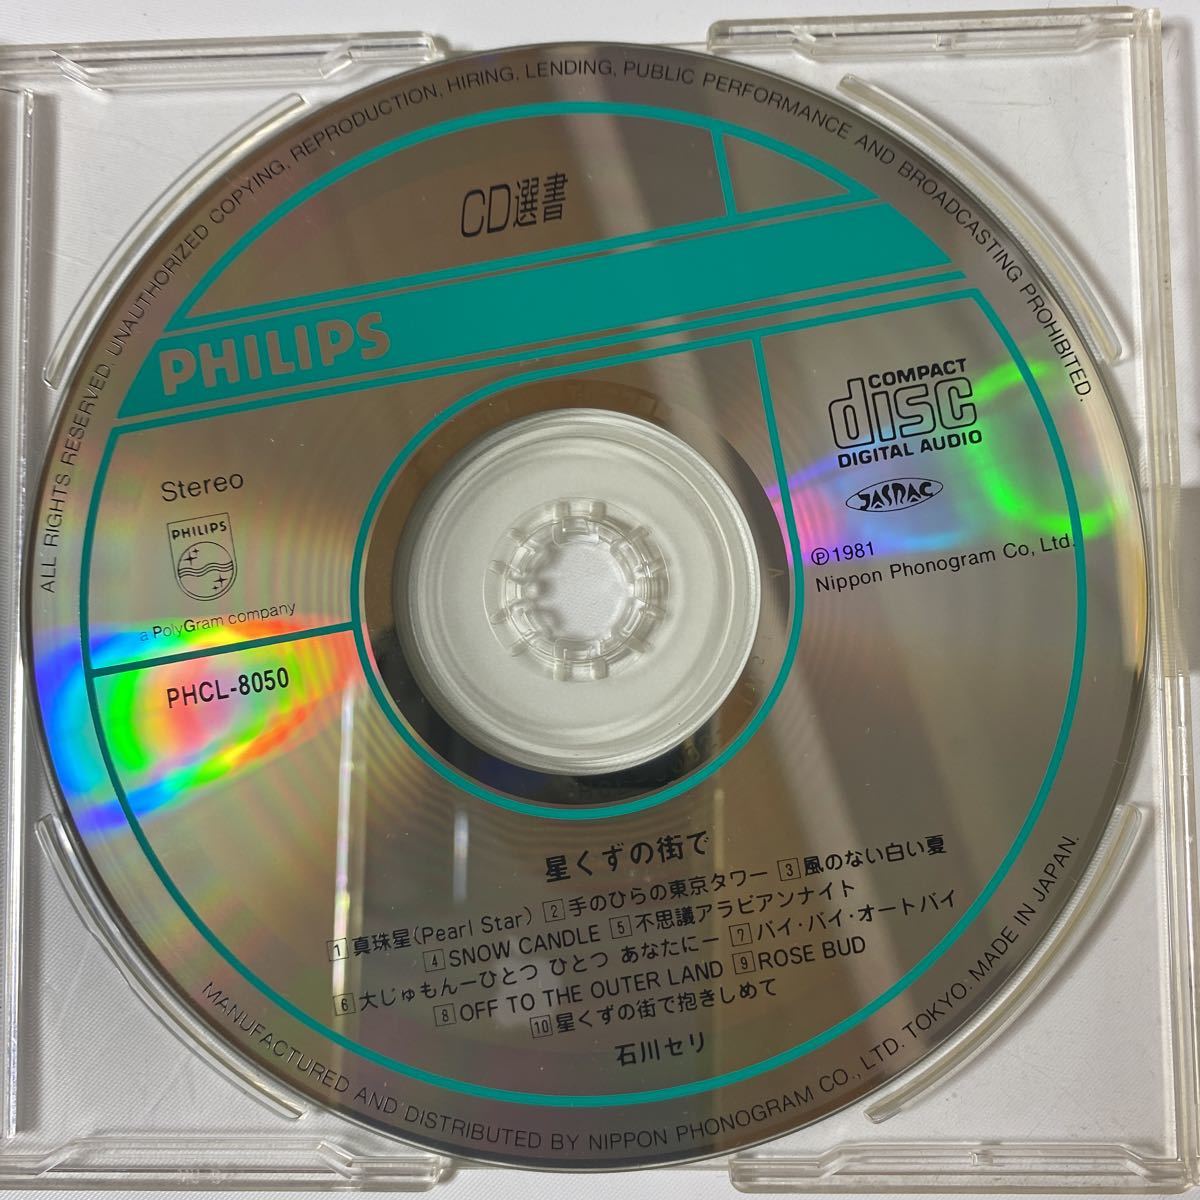 ALL RIGHTS RESERVED. UNAUTHORIZED COPYING, REPRODUCTION, HIRING, LENDING, PUBLIC PERFORMANCE AND BROADCASTING PROHIBITED.
CD選書
PHILIPS
COMPACT
disc
DIGITAL AUDIO
JASRAC
Stereo
PHILIPS
a PolyGram company
Ⓟ1981
Nippon Phonogram Co, Ltd.
PHCL-8050
星くずの街で
1 真珠星(Pearl Star) 2 手のひらの東京タワー 3 風のない白い夏
4 SNOW CANDLE 5 不思議アラビアンナイト
6 大じゅもんーひとつ ひとつ あなたにー 7 バイ・バイ・オートバイ
8 OFF TO THE OUTER LAND 9 ROSE BUD
10 星くずの街で抱きしめて
石川セリ
MANUFACTURED AND DISTRIBUTED BY NIPPON PHONOGRAM CO., LTD. TOKYO. MADE IN JAPAN.